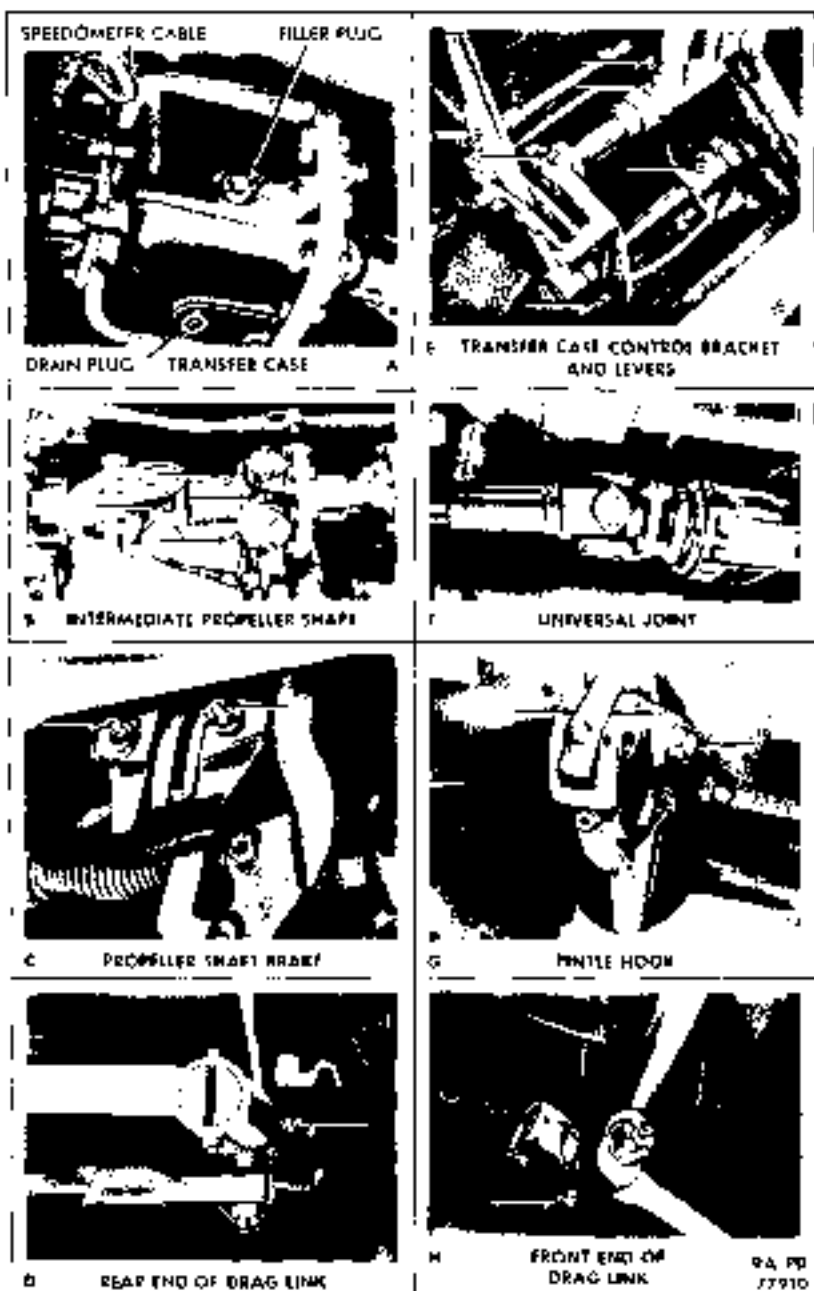 SPEEDOMETER CABLE
FILLER PLUG
DRAIN PLUG
TRANSFER CASE
A
E
TRANSFER CASE CONTROL BRACKET
AND LEVERS
B
INTERMEDIATE PROPELLER SHAFT
F
UNIVERSAL JOINT
C
PROPELLER SHAFT BRAKE
G
PINTLE HOOK
D
REAR END OF DRAG LINK
H
FRONT END OF
DRAG LINK
RA PD
77910